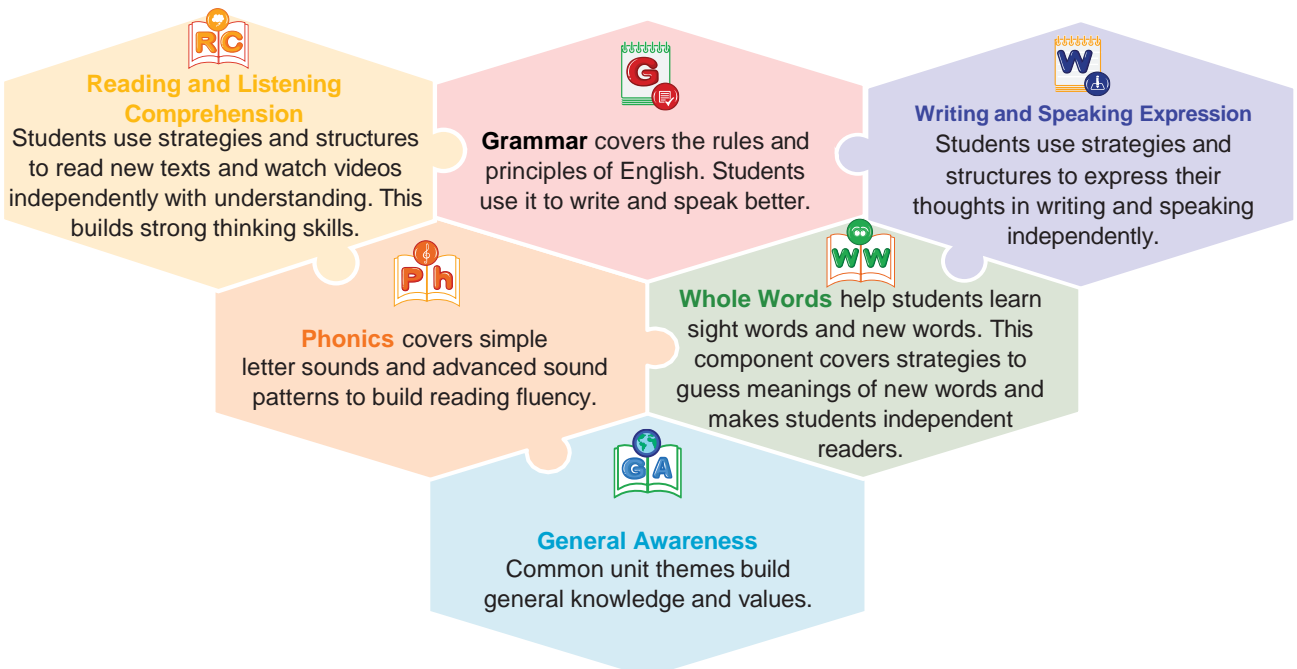 RC
Reading and Listening
Comprehension
Students use strategies and structures
to read new texts and watch videos
independently with understanding. This
builds strong thinking skills.
G
Grammar covers the rules and
principles of English. Students
use it to write and speak better.
W
Writing and Speaking Expression
Students use strategies and
structures to express their
thoughts in writing and speaking
independently.
Ph
Phonics covers simple
letter sounds and advanced sound
patterns to build reading fluency.
WW
Whole Words help students learn
sight words and new words. This
component covers strategies to
guess meanings of new words and
makes students independent
readers.
GA
General Awareness
Common unit themes build
general knowledge and values.